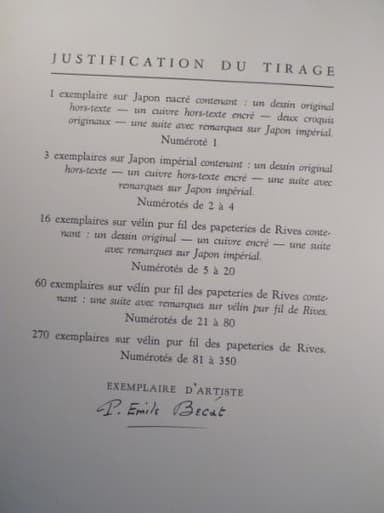 JUSTIFICATION DU TIRAGE
1 exemplaire sur Japon nacré contenant : un dessin original
hors-texte — un cuivre hors-texte encré — deux croquis
originaux — une suite avec remarques sur Japon impérial.
Numéroté 1
3 exemplaires sur Japon impérial contenant : un dessin original
hors-texte — un cuivre hors-texte encré — une suite avec
remarques sur Japon impérial.
Numérotés de 2 à 4
16 exemplaires sur vélin pur fil des papeteries de Rives conte-
nant : un dessin original — un cuivre encré — une suite
avec remarques sur Japon impérial.
Numérotés de 5 à 20
60 exemplaires sur vélin pur fil des papeteries de Rives conte-
nant : une suite avec remarques sur vélin pur fil de Rives.
Numérotés de 21 à 80
270 exemplaires sur vélin pur fil des papeteries de Rives.
Numérotés de 81 à 350
EXEMPLAIRE D'ARTISTE
P. Emile Becat